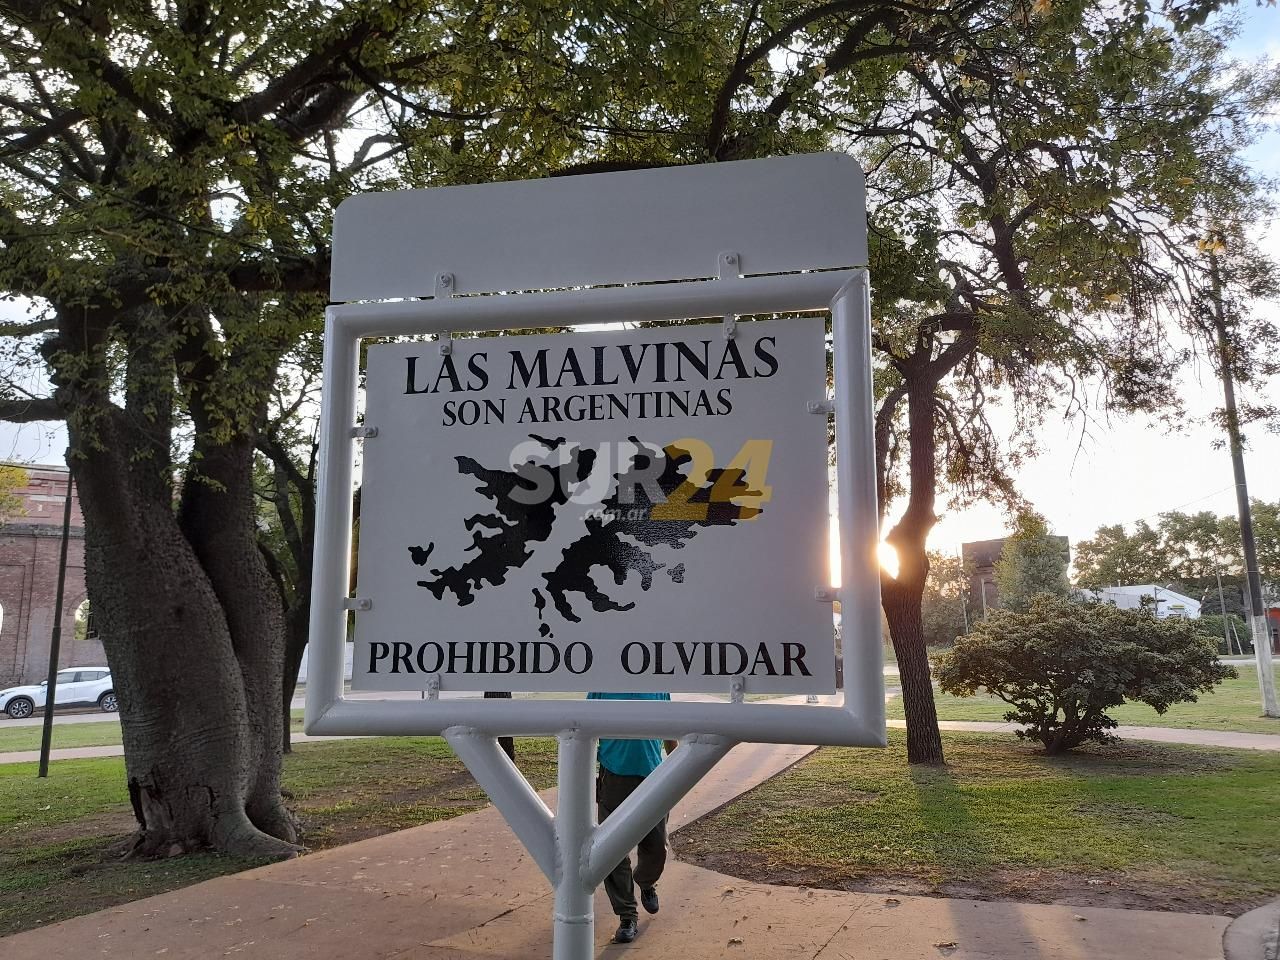 LAS MALVINAS
SON ARGENTINAS
SUR24
.com.ar
PROHIBIDO OLVIDAR